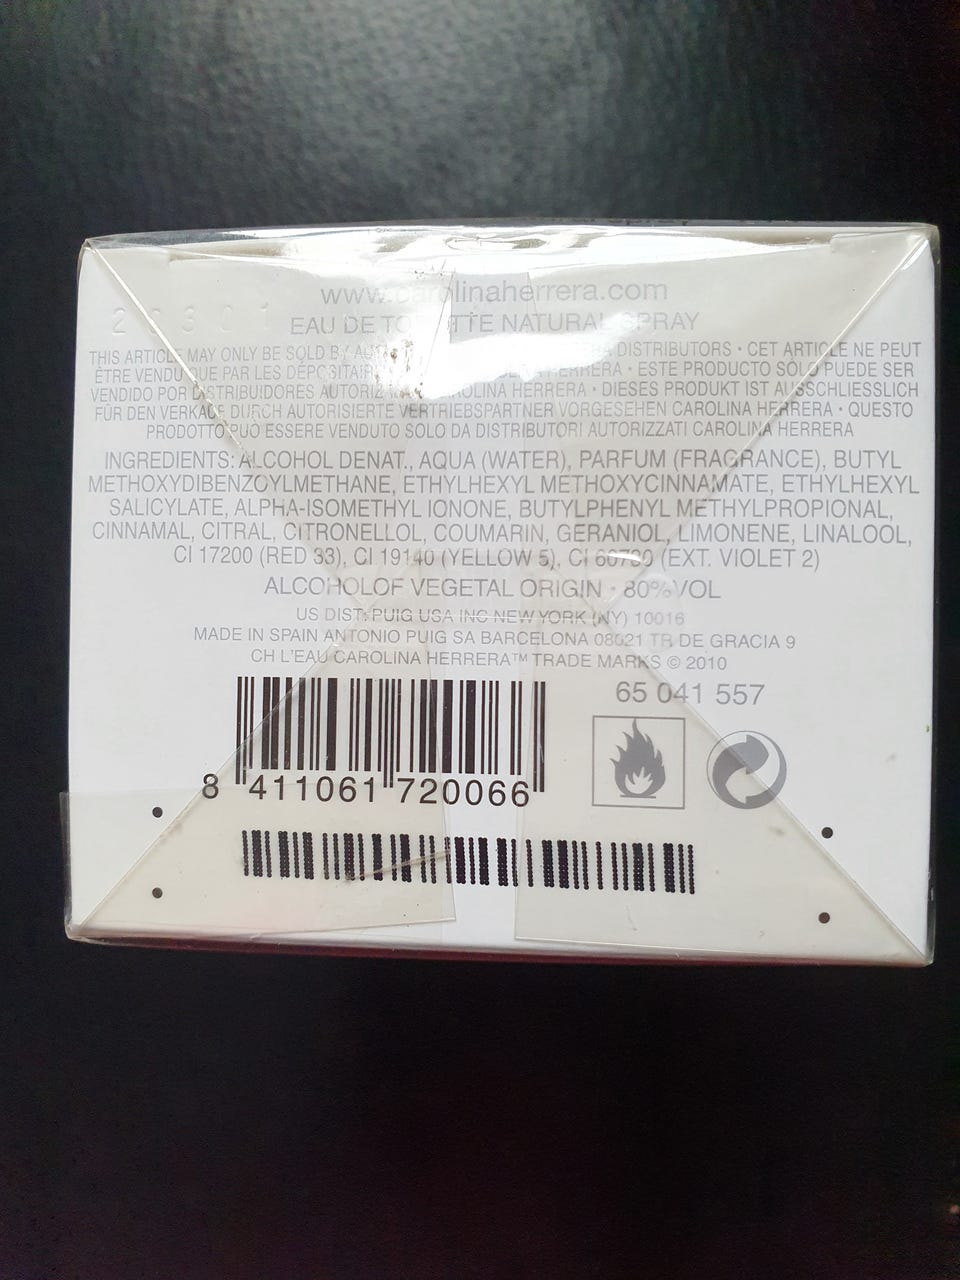 www.carolinaherrera.com
EAU DE TOILETTE NATURAL SPRAY
THIS ARTICLE MAY ONLY BE SOLD BY DISTRIBUTORS • CET ARTICLE NE PEUT
ÊTRE VENDU QUE PAR LES DÉPOSITAIRES HERRERA • ESTE PRODUCTO SÓLO PUEDE SER
VENDIDO POR DISTRIBUIDORES AUTORIZADOS CAROLINA HERRERA • DIESES PRODUKT IST AUSSCHLIESSLICH
FÜR DEN VERKAUF DURCH AUTORISIERTE VERTRIEBSPARTNER VORGESEHEN CAROLINA HERRERA • QUESTO
PRODOTTO PUÒ ESSERE VENDUTO SOLO DA DISTRIBUTORI AUTORIZZATI CAROLINA HERRERA
INGREDIENTS: ALCOHOL DENAT., AQUA (WATER), PARFUM (FRAGRANCE), BUTYL
METHOXYDIBENZOYLMETHANE, ETHYLHEXYL METHOXYCINNAMATE, ETHYLHEXYL
SALICYLATE, ALPHA-ISOMETHYL IONONE, BUTYLPHENYL METHYLPROPIONAL,
CINNAMAL, CITRAL, CITRONELLOL, COUMARIN, GERANIOL, LIMONENE, LINALOOL,
CI 17200 (RED 33), CI 19140 (YELLOW 5), CI 60730 (EXT. VIOLET 2)
ALCOHOLOF VEGETAL ORIGIN • 80%VOL
US DIST. PUIG USA INC NEW YORK (NY) 10016
MADE IN SPAIN ANTONIO PUIG SA BARCELONA 08021 TR DE GRACIA 9
CH L'EAU CAROLINA HERRERA™ TRADE MARKS © 2010
65 041 557
8 411061 720066